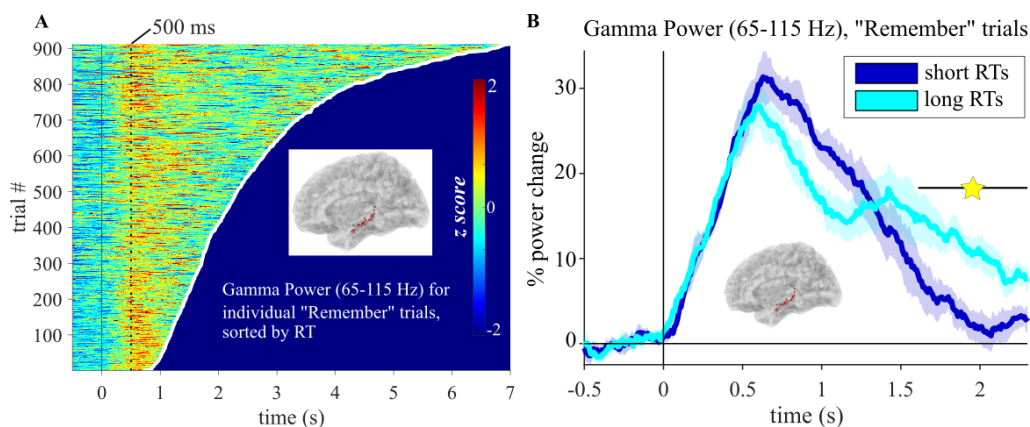 A
500 ms
900
800
700
600
500
400
300
200
100
trial #
2
0
-2
z score
Gamma Power (65-115 Hz) for
individual "Remember" trials,
sorted by RT
0
1
2
3
4
5
6
7
time (s)
B
Gamma Power (65-115 Hz), "Remember" trials
short RTs
long RTs
30
20
10
0
% power change
-0.5
0
0.5
1
1.5
2
time (s)